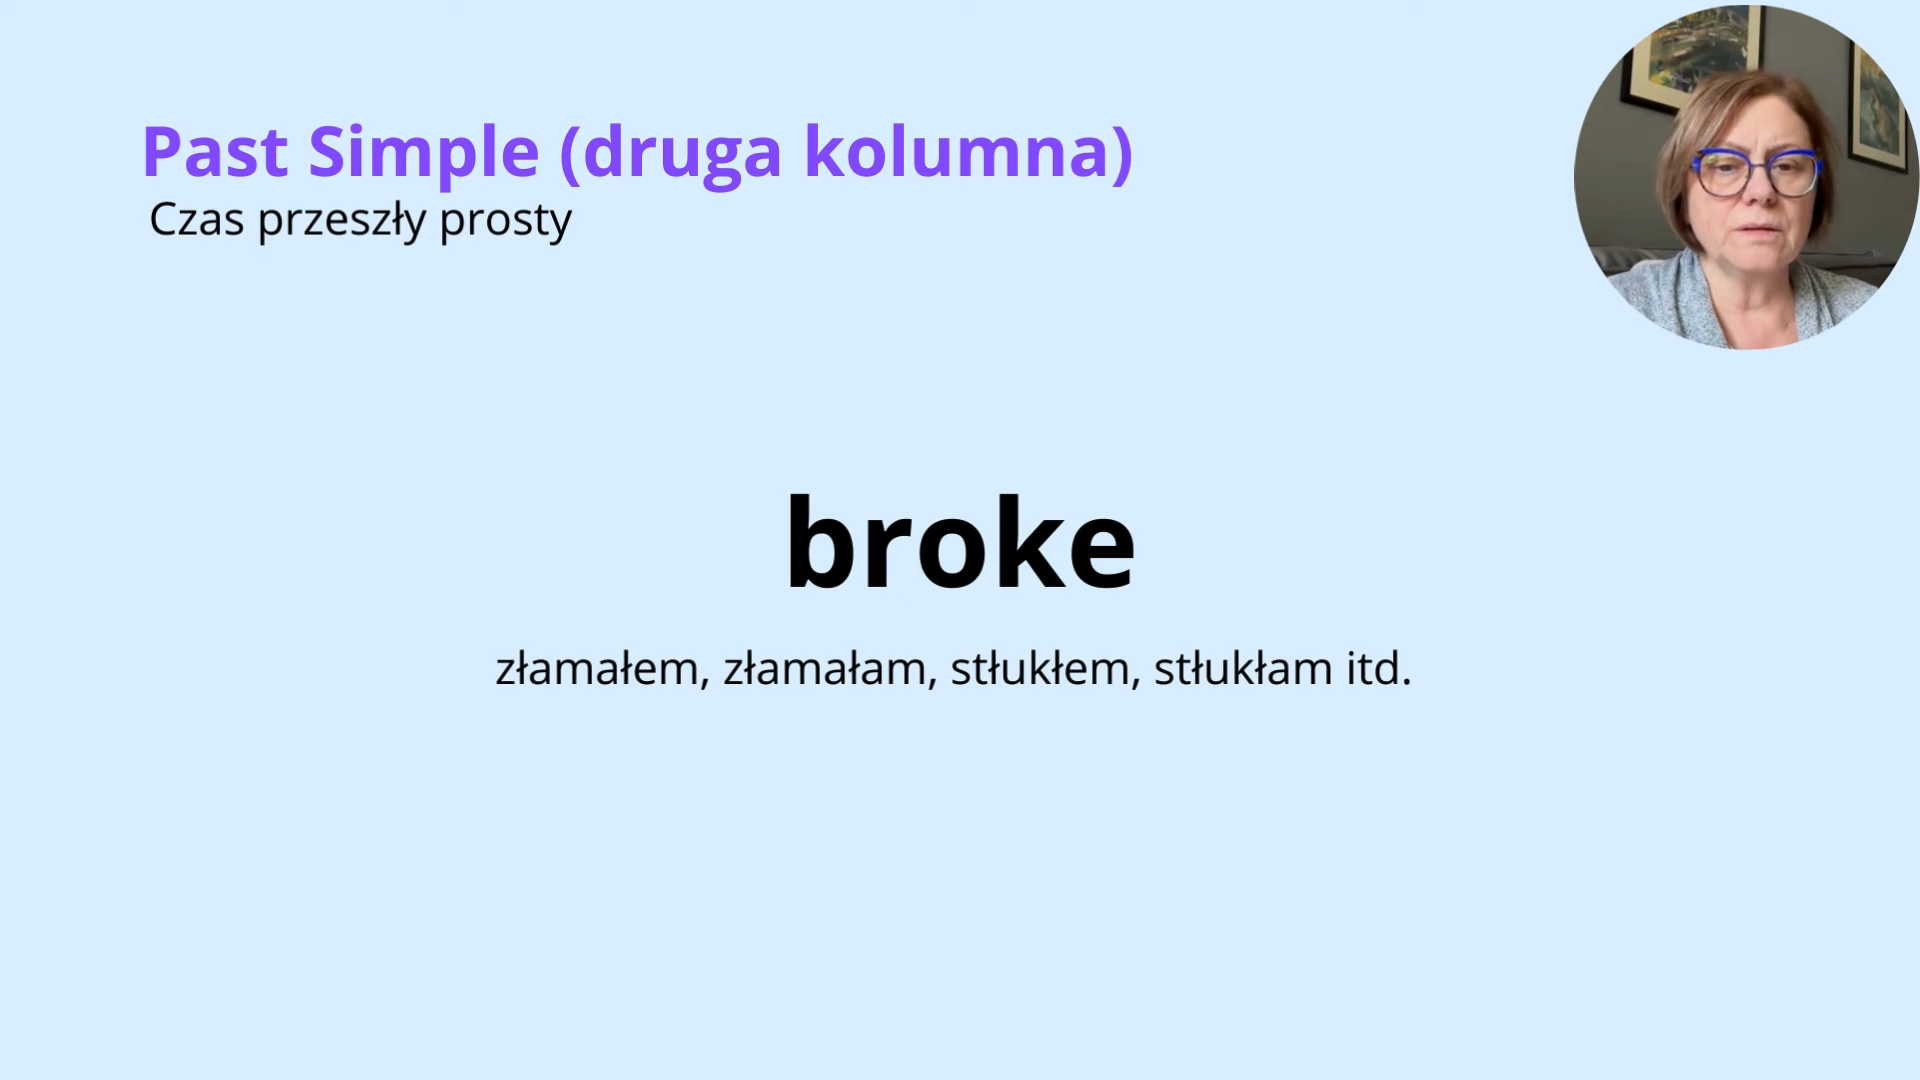 Past Simple (druga kolumna)
Czas przeszły prosty
broke
złamałem, złamałam, stłukłem, stłukłam itd.